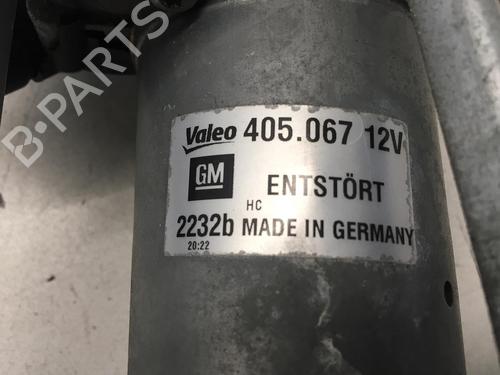 B-PARTS
Valeo 405.067 12V
GM ENTSTÖRT
HC
2232b MADE IN GERMANY
20:22